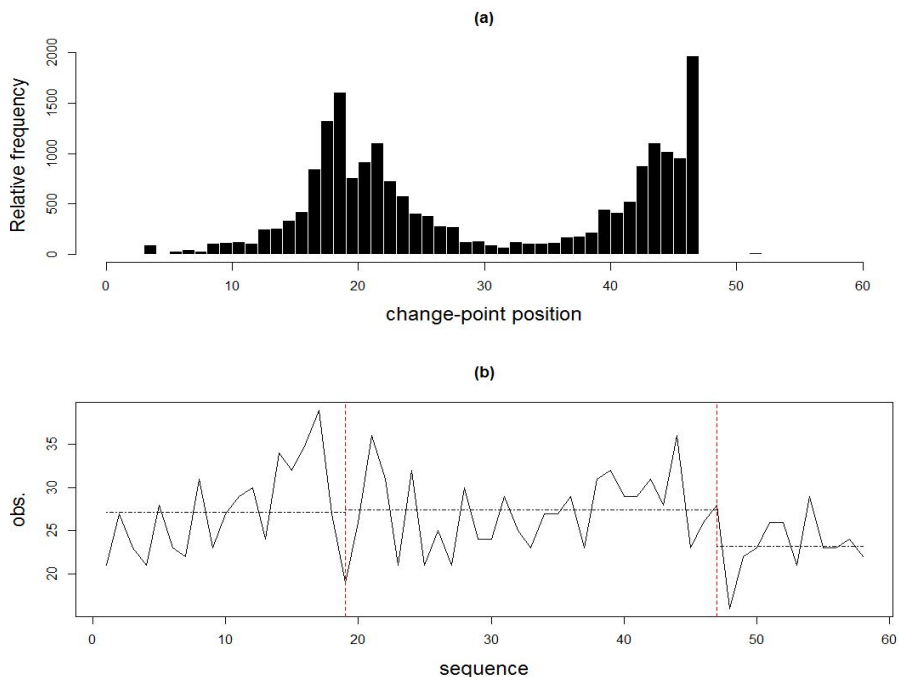 (a)
Relative frequency
2000
1500
1000
500
0
0 10 20 30 40 50 60
change-point position
(b)
obs.
35
30
25
20
0 10 20 30 40 50 60
sequence